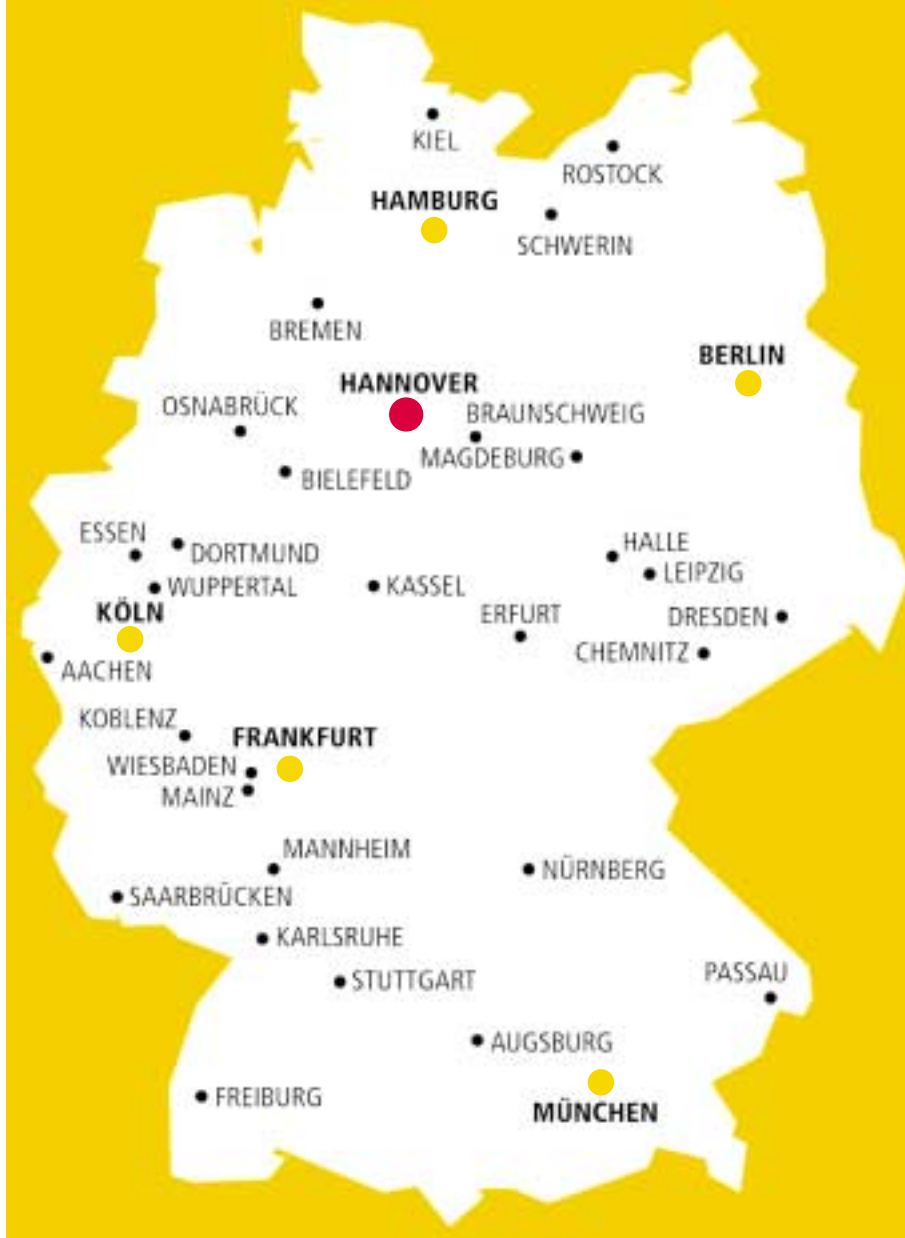 KIEL
ROSTOCK
HAMBURG
SCHWERIN
BREMEN
BERLIN
HANNOVER
OSNABRÜCK
BRAUNSCHWEIG
MAGDEBURG
BIELEFELD
ESSEN
DORTMUND
HALLE
LEIPZIG
WUPPERTAL
KASSEL
KÖLN
ERFURT
DRESDEN
CHEMNITZ
AACHEN
KOBLENZ
FRANKFURT
WIESBADEN
MAINZ
MANNHEIM
NÜRNBERG
SAARBRÜCKEN
KARLSRUHE
STUTTGART
PASSAU
AUGSBURG
FREIBURG
MÜNCHEN